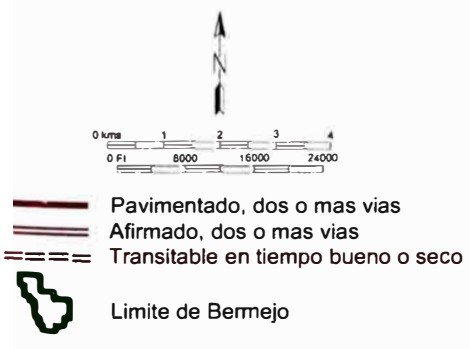 N
0 kms 1 2 3 4
0 Ft 8000 16000 24000
Pavimentado, dos o mas vias
Afirmado, dos o mas vias
Transitable en tiempo bueno o seco
Limite de Bermejo